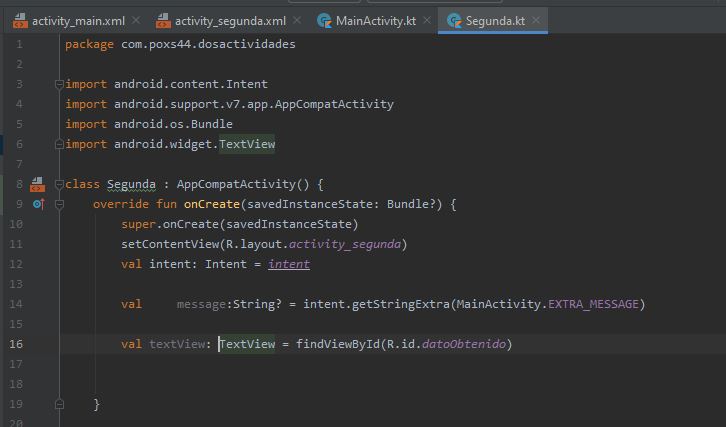 activity_main.xml activity_segunda.xml MainActivity.kt Segunda.kt
1 package com.poxs44.dosactividades
2
3 import android.content.Intent
4 import android.support.v7.app.AppCompatActivity
5 import android.os.Bundle
6 import android.widget.TextView
7
8 class Segunda : AppCompatActivity() {
9 override fun onCreate(savedInstanceState: Bundle?) {
10 super.onCreate(savedInstanceState)
11 setContentView(R.layout.activity_segunda)
12 val intent: Intent = intent
13
14 val message:String? = intent.getStringExtra(MainActivity.EXTRA_MESSAGE)
15
16 val textView: TextView = findViewById(R.id.datoObtenido)
17
18
19 }
20